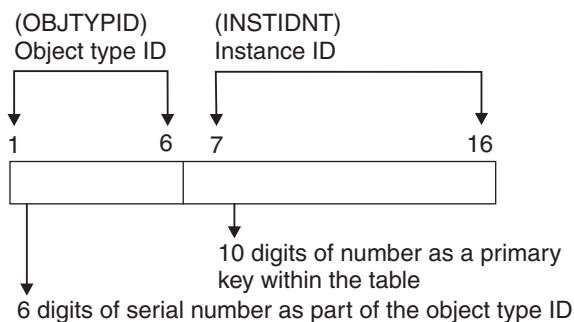 (OBJTYPID) (INSTIDNT)
Object type ID Instance ID
1 6 7 16
10 digits of number as a primary
key within the table
6 digits of serial number as part of the object type ID